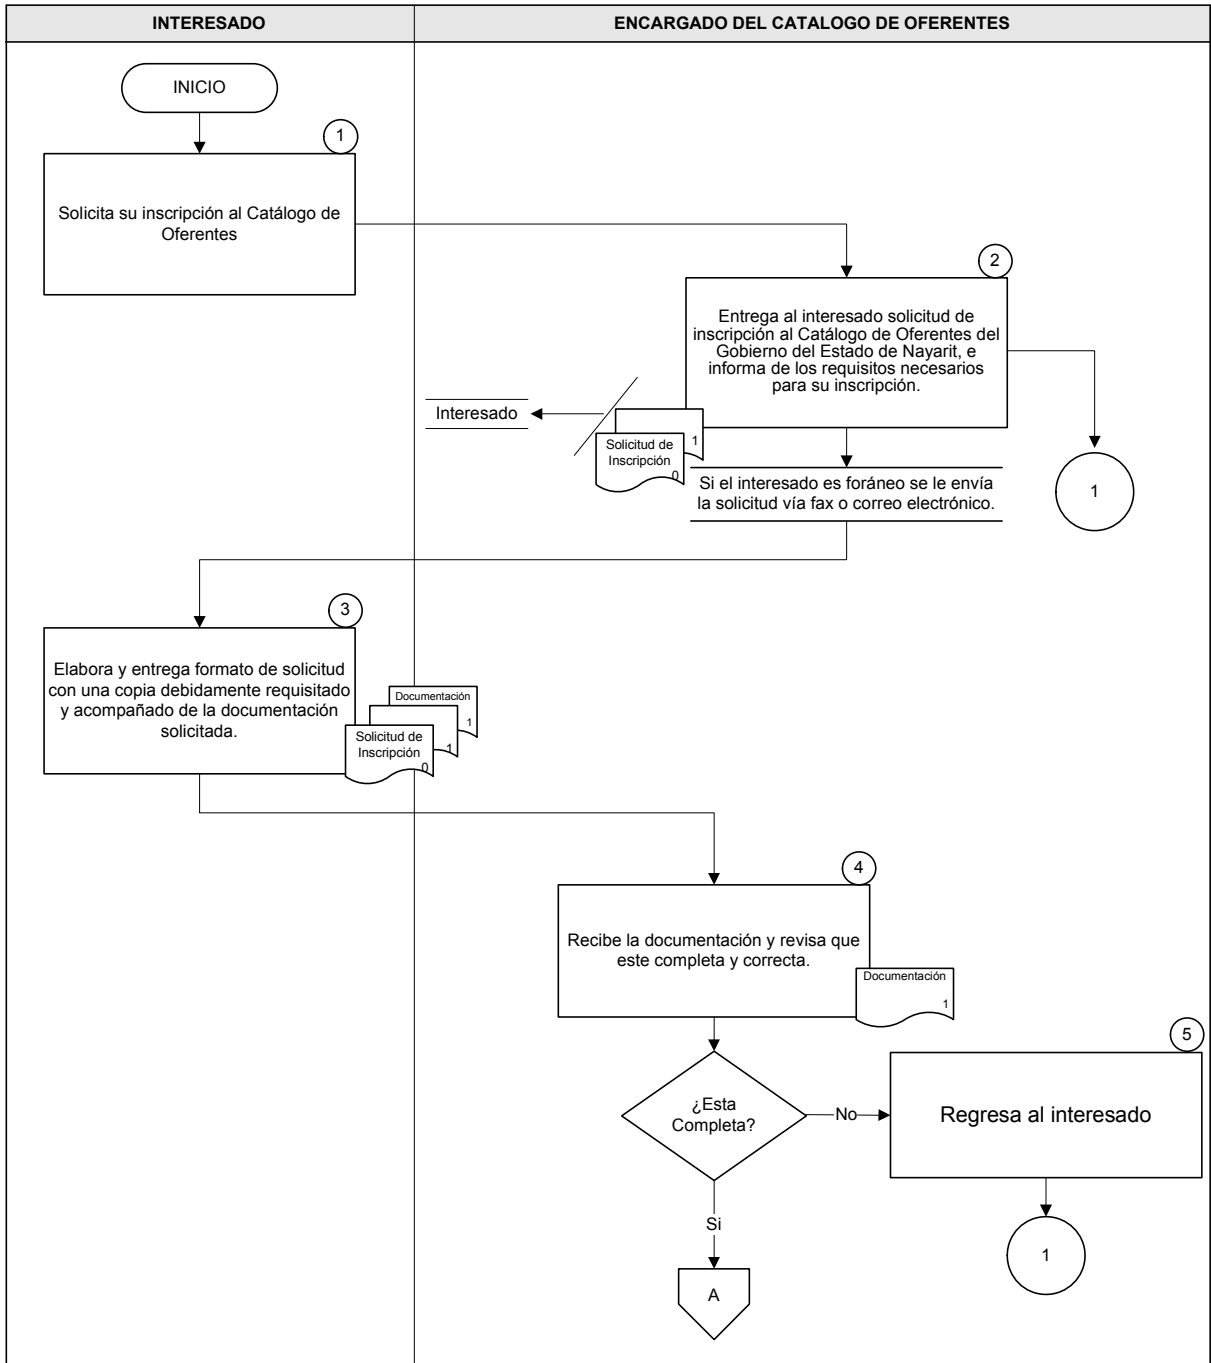 INTERESADO
ENCARGADO DEL CATALOGO DE OFERENTES
INICIO
1
Solicita su inscripción al Catálogo de
Oferentes
2
Entrega al interesado solicitud de
inscripción al Catálogo de Oferentes del
Gobierno del Estado de Nayarit, e
informa de los requisitos necesarios
para su inscripción.
Interesado
1
Solicitud de
Inscripción
0
Si el interesado es foráneo se le envía
la solicitud vía fax o correo electrónico.
1
3
Elabora y entrega formato de solicitud
con una copia debidamente requisitado
y acompañado de la documentación
solicitada.
Documentación
1
1
Solicitud de
Inscripción
0
4
Recibe la documentación y revisa que
este completa y correcta.
Documentación
1
5
¿Esta
Completa?
No
Regresa al interesado
Si
1
A